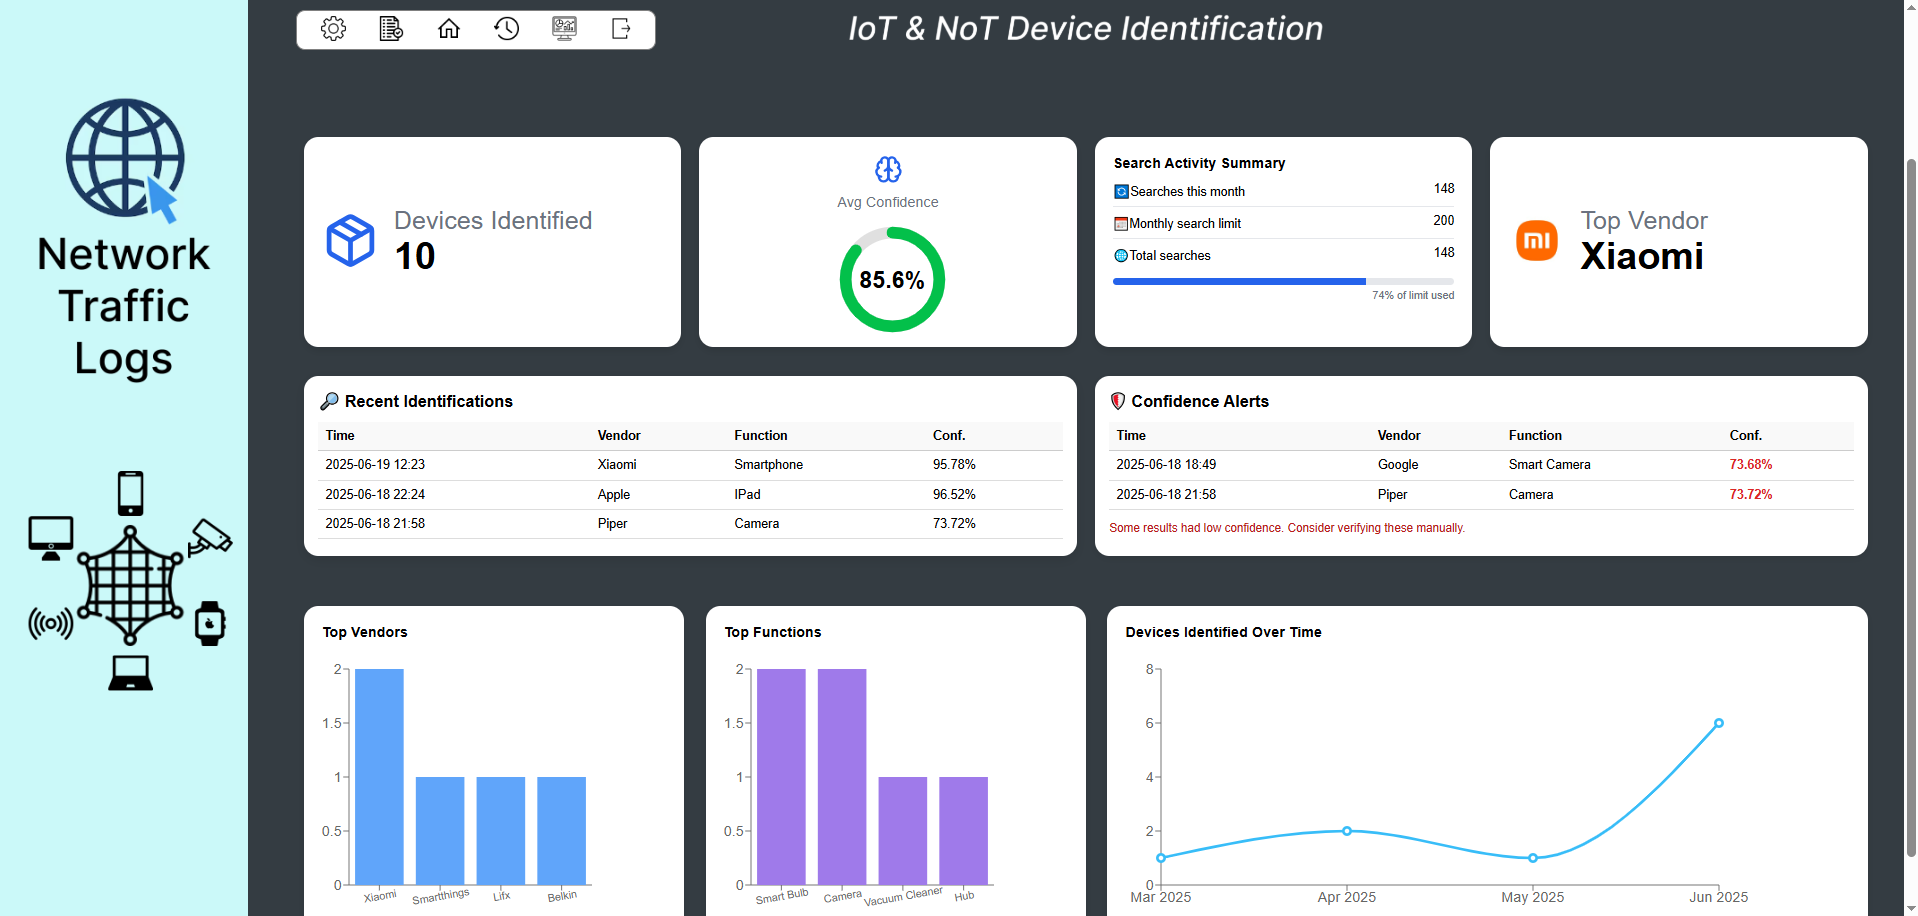 IoT & NoT Device Identification
Network
Traffic
Logs
Devices Identified
10
Avg Confidence
85.6%
Search Activity Summary
Searches this month 148
Monthly search limit 200
Total searches 148
74% of limit used
mi
Top Vendor
Xiaomi
Recent Identifications
Time Vendor Function Conf.
2025-06-19 12:23 Xiaomi Smartphone 95.78%
2025-06-18 22:24 Apple IPad 96.52%
2025-06-18 21:58 Piper Camera 73.72%
Confidence Alerts
Time Vendor Function Conf.
2025-06-18 18:49 Google Smart Camera 73.68%
2025-06-18 21:58 Piper Camera 73.72%
Some results had low confidence. Consider verifying these manually.
Top Vendors
2
1.5
1
0.5
0
Xiaomi Smartthings Lifx Belkin
Top Functions
2
1.5
1
0.5
0
Smart Bulb Camera Vacuum Cleaner Hub
Devices Identified Over Time
8
6
4
2
0
Mar 2025 Apr 2025 May 2025 Jun 2025